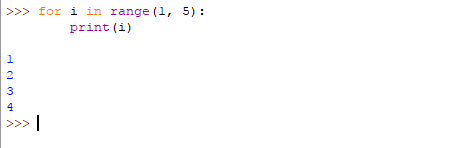 >>> for i in range(1, 5):
        print(i)

1
2
3
4
>>>